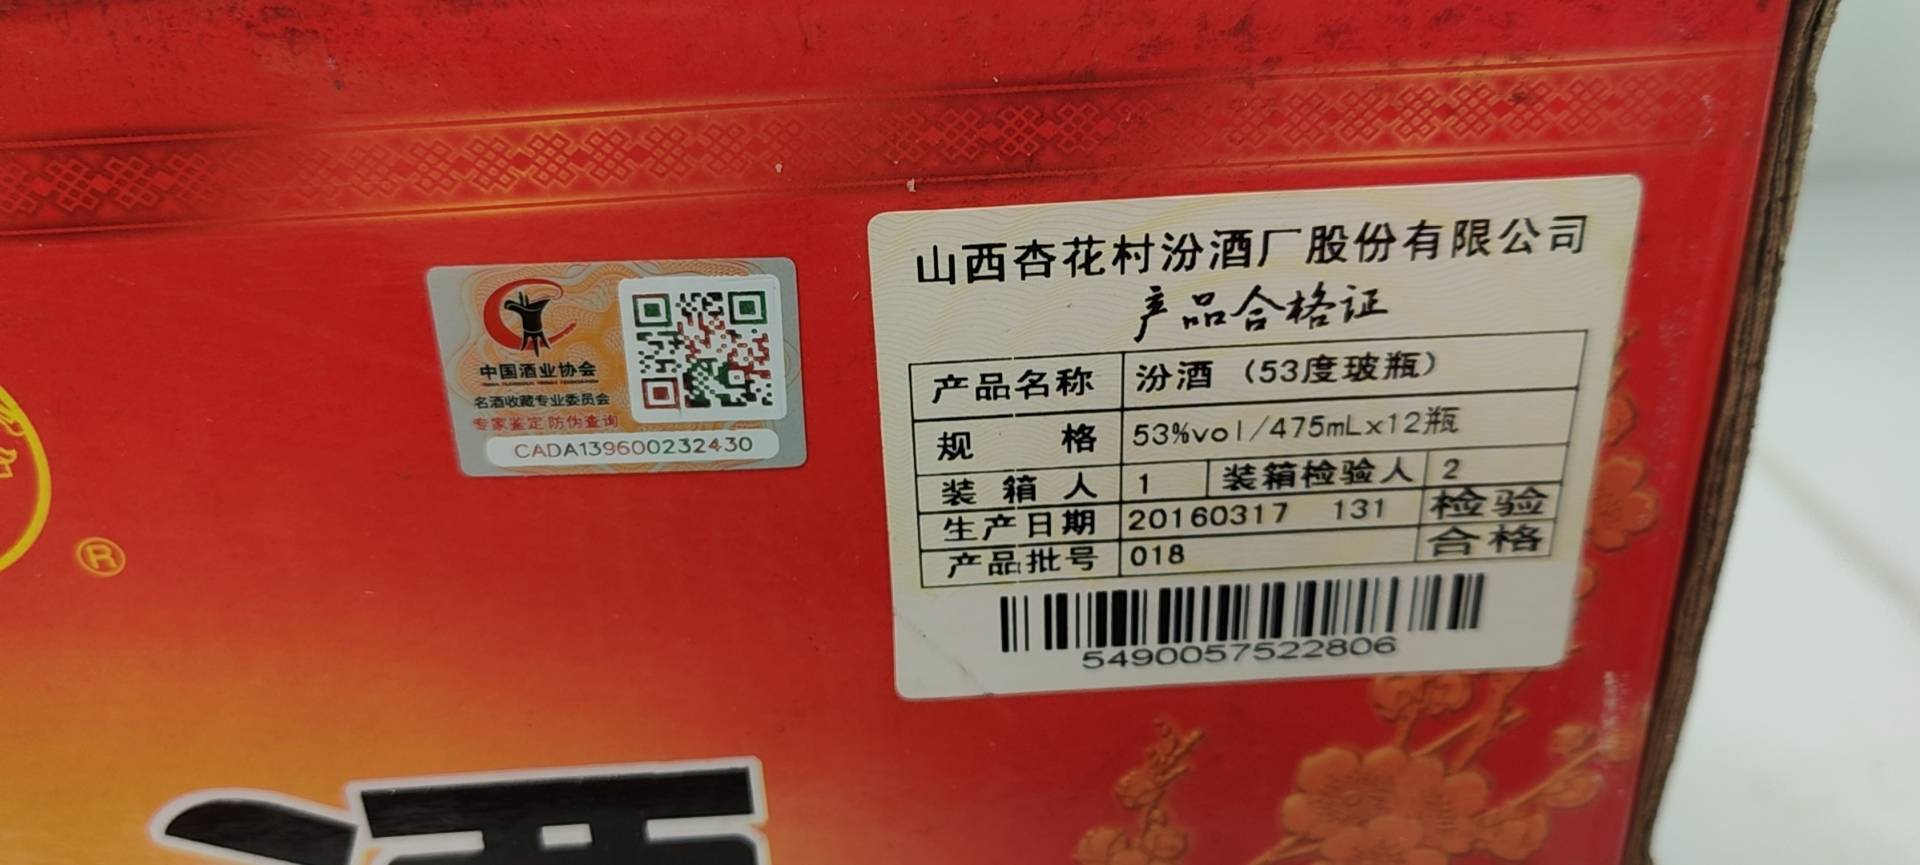 中国酒业协会
名酒收藏专业委员会
专家鉴定 防伪查询
CADA139600232430
®
山西杏花村汾酒厂股份有限公司
产品合格证
产品名称 汾酒（53度玻瓶）
规 格 53%vol/475mLx12瓶
装 箱 人 1 装箱检验人 2
生产日期 20160317 131 检验
产品批号 018 合格
5490057522806